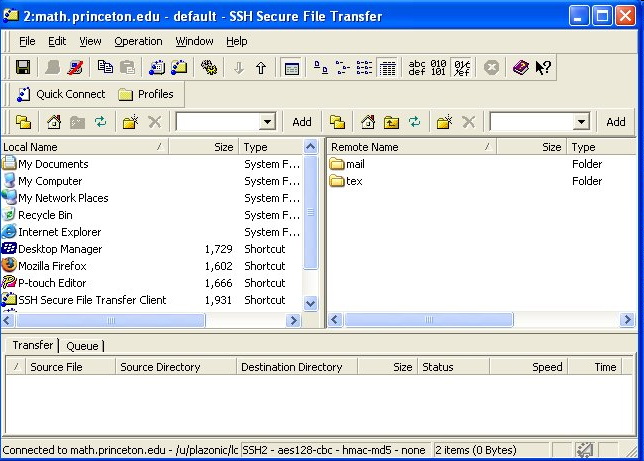 2:math.princeton.edu - default - SSH Secure File Transfer
File Edit View Operation Window Help
abc 010 01c
def 101 %ef
Quick Connect Profiles
Add Add
Local Name / Size Type Remote Name / Size Type
My Documents System F... mail Folder
My Computer System F... tex Folder
My Network Places System F...
Recycle Bin System F...
Internet Explorer System F...
Desktop Manager 1,729 Shortcut
Mozilla Firefox 1,602 Shortcut
P-touch Editor 1,666 Shortcut
SSH Secure File Transfer Client 1,931 Shortcut
Transfer Queue
/ Source File Source Directory Destination Directory Size Status Speed Time
Connected to math.princeton.edu - /u/plazonic/lc SSH2 - aes128-cbc - hmac-md5 - none 2 items (0 Bytes)